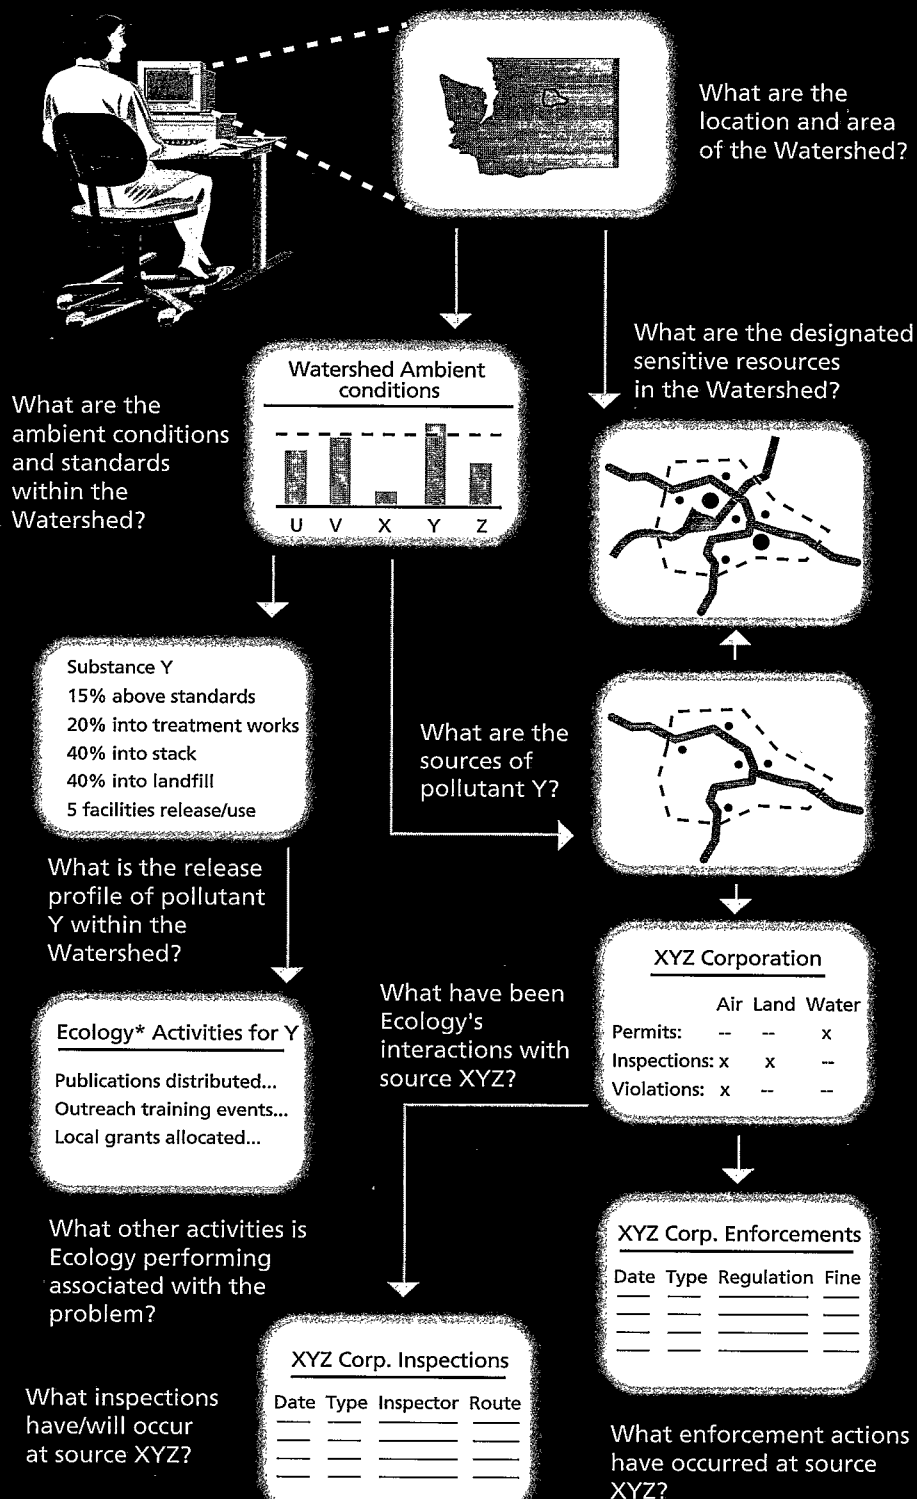 What are the
location and area
of the Watershed?
What are the designated
sensitive resources
in the Watershed?
Watershed Ambient
conditions
U V X Y Z
What are the
ambient conditions
and standards
within the
Watershed?
Substance Y
15% above standards
20% into treatment works
40% into stack
40% into landfill
5 facilities release/use
What are the
sources of
pollutant Y?
What is the release
profile of pollutant
Y within the
Watershed?
XYZ Corporation
Air Land Water
Permits: -- -- x
Inspections: x x --
Violations: x -- --
What have been
Ecology's
interactions with
source XYZ?
Ecology* Activities for Y
Publications distributed...
Outreach training events...
Local grants allocated...
What other activities is
Ecology performing
associated with the
problem?
XYZ Corp. Enforcements
Date Type Regulation Fine
XYZ Corp. Inspections
Date Type Inspector Route
What inspections
have/will occur
at source XYZ?
What enforcement actions
have occurred at source
XYZ?